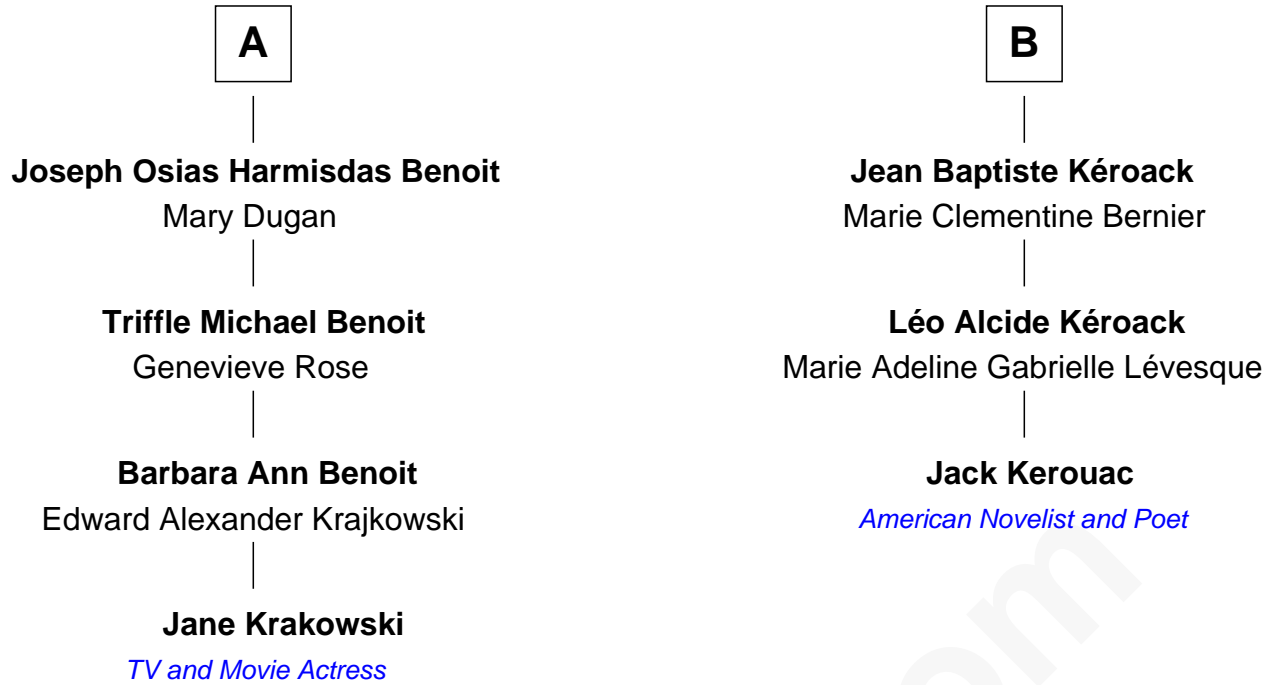 A
Joseph Osias Harmisdas Benoit
Mary Dugan
Triffle Michael Benoit
Genevieve Rose
Barbara Ann Benoit
Edward Alexander Krajkowski
Jane Krakowski
TV and Movie Actress
B
Jean Baptiste Kéroack
Marie Clementine Bernier
Léo Alcide Kéroack
Marie Adeline Gabrielle Lévesque
Jack Kerouac
American Novelist and Poet
om